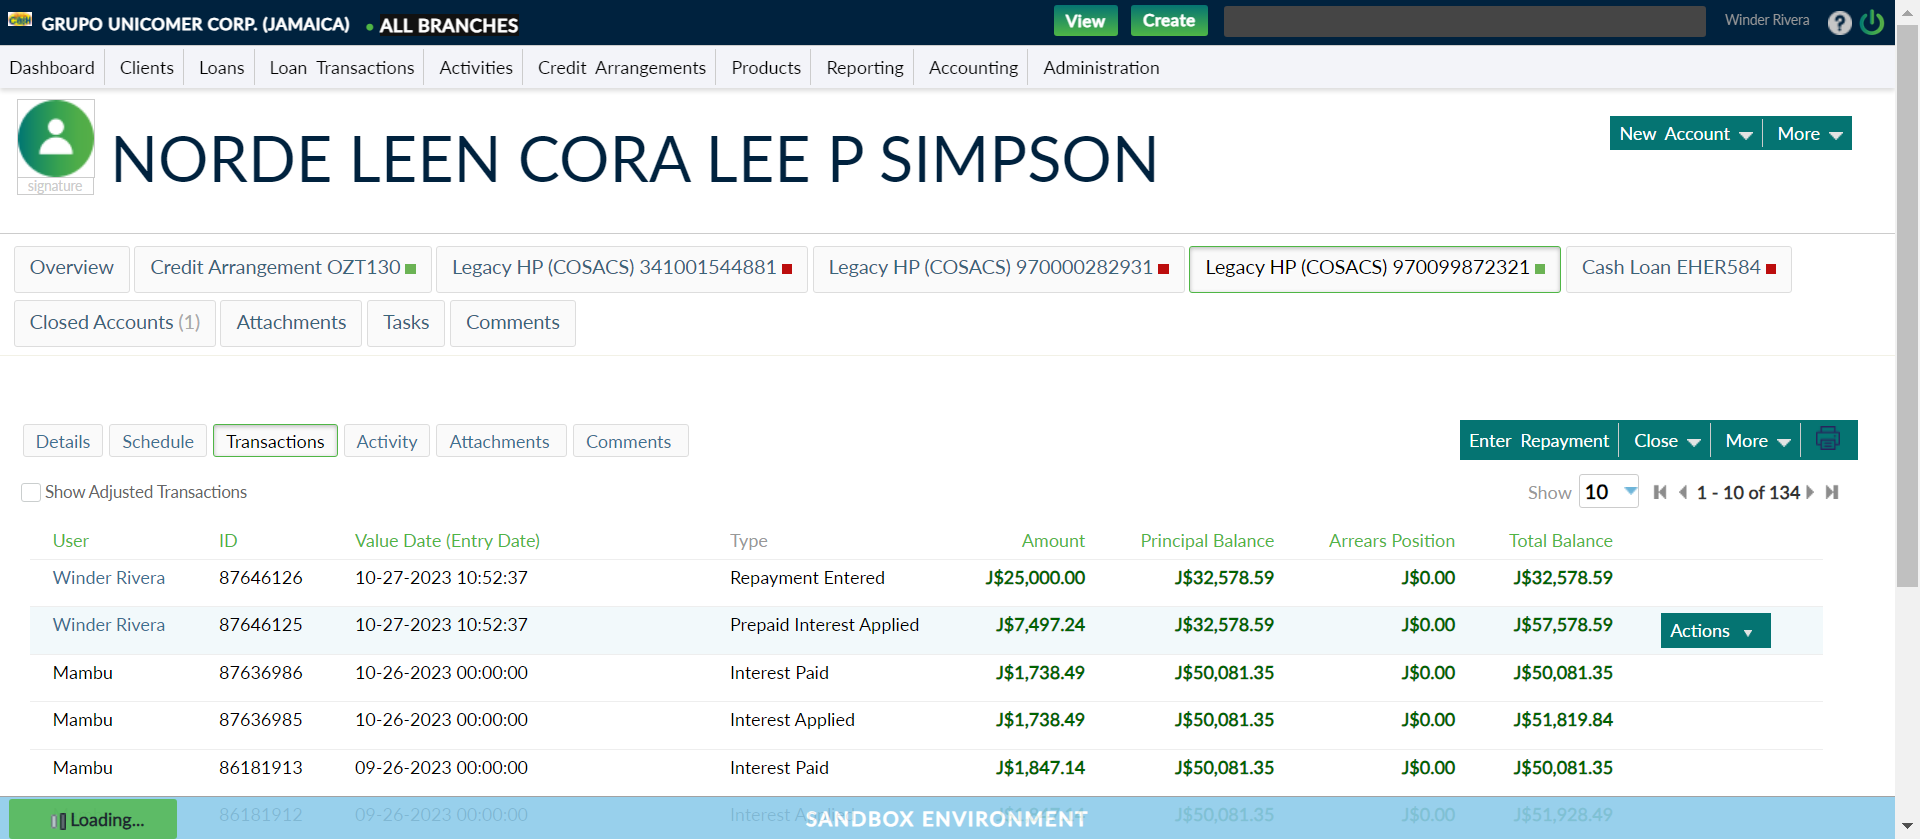 Cash GRUPO UNICOMER CORP. (JAMAICA) ALL BRANCHES View Create Winder Rivera ?
Dashboard Clients Loans Loan Transactions Activities Credit Arrangements Products Reporting Accounting Administration
NORDE LEEN CORA LEE P SIMPSON
New Account More
signature
Overview Credit Arrangement OZT130 Legacy HP (COSACS) 341001544881 Legacy HP (COSACS) 970000282931 Legacy HP (COSACS) 970099872321 Cash Loan EHER584
Closed Accounts (1) Attachments Tasks Comments
Details Schedule Transactions Activity Attachments Comments Enter Repayment Close More
Show Adjusted Transactions Show 10 1 - 10 of 134
User ID Value Date (Entry Date) Type Amount Principal Balance Arrears Position Total Balance
Winder Rivera 87646126 10-27-2023 10:52:37 Repayment Entered J$25,000.00 J$32,578.59 J$0.00 J$32,578.59
Winder Rivera 87646125 10-27-2023 10:52:37 Prepaid Interest Applied J$7,497.24 J$32,578.59 J$0.00 J$57,578.59 Actions
Mambu 87636986 10-26-2023 00:00:00 Interest Paid J$1,738.49 J$50,081.35 J$0.00 J$50,081.35
Mambu 87636985 10-26-2023 00:00:00 Interest Applied J$1,738.49 J$50,081.35 J$0.00 J$51,819.84
Mambu 86181913 09-26-2023 00:00:00 Interest Paid J$1,847.14 J$50,081.35 J$0.00 J$50,081.35
86181912 09-26-2023 00:00:00 Interest J$50,081.35 J$0.00 J$51,928.49
Loading... SANDBOX ENVIRONMENT